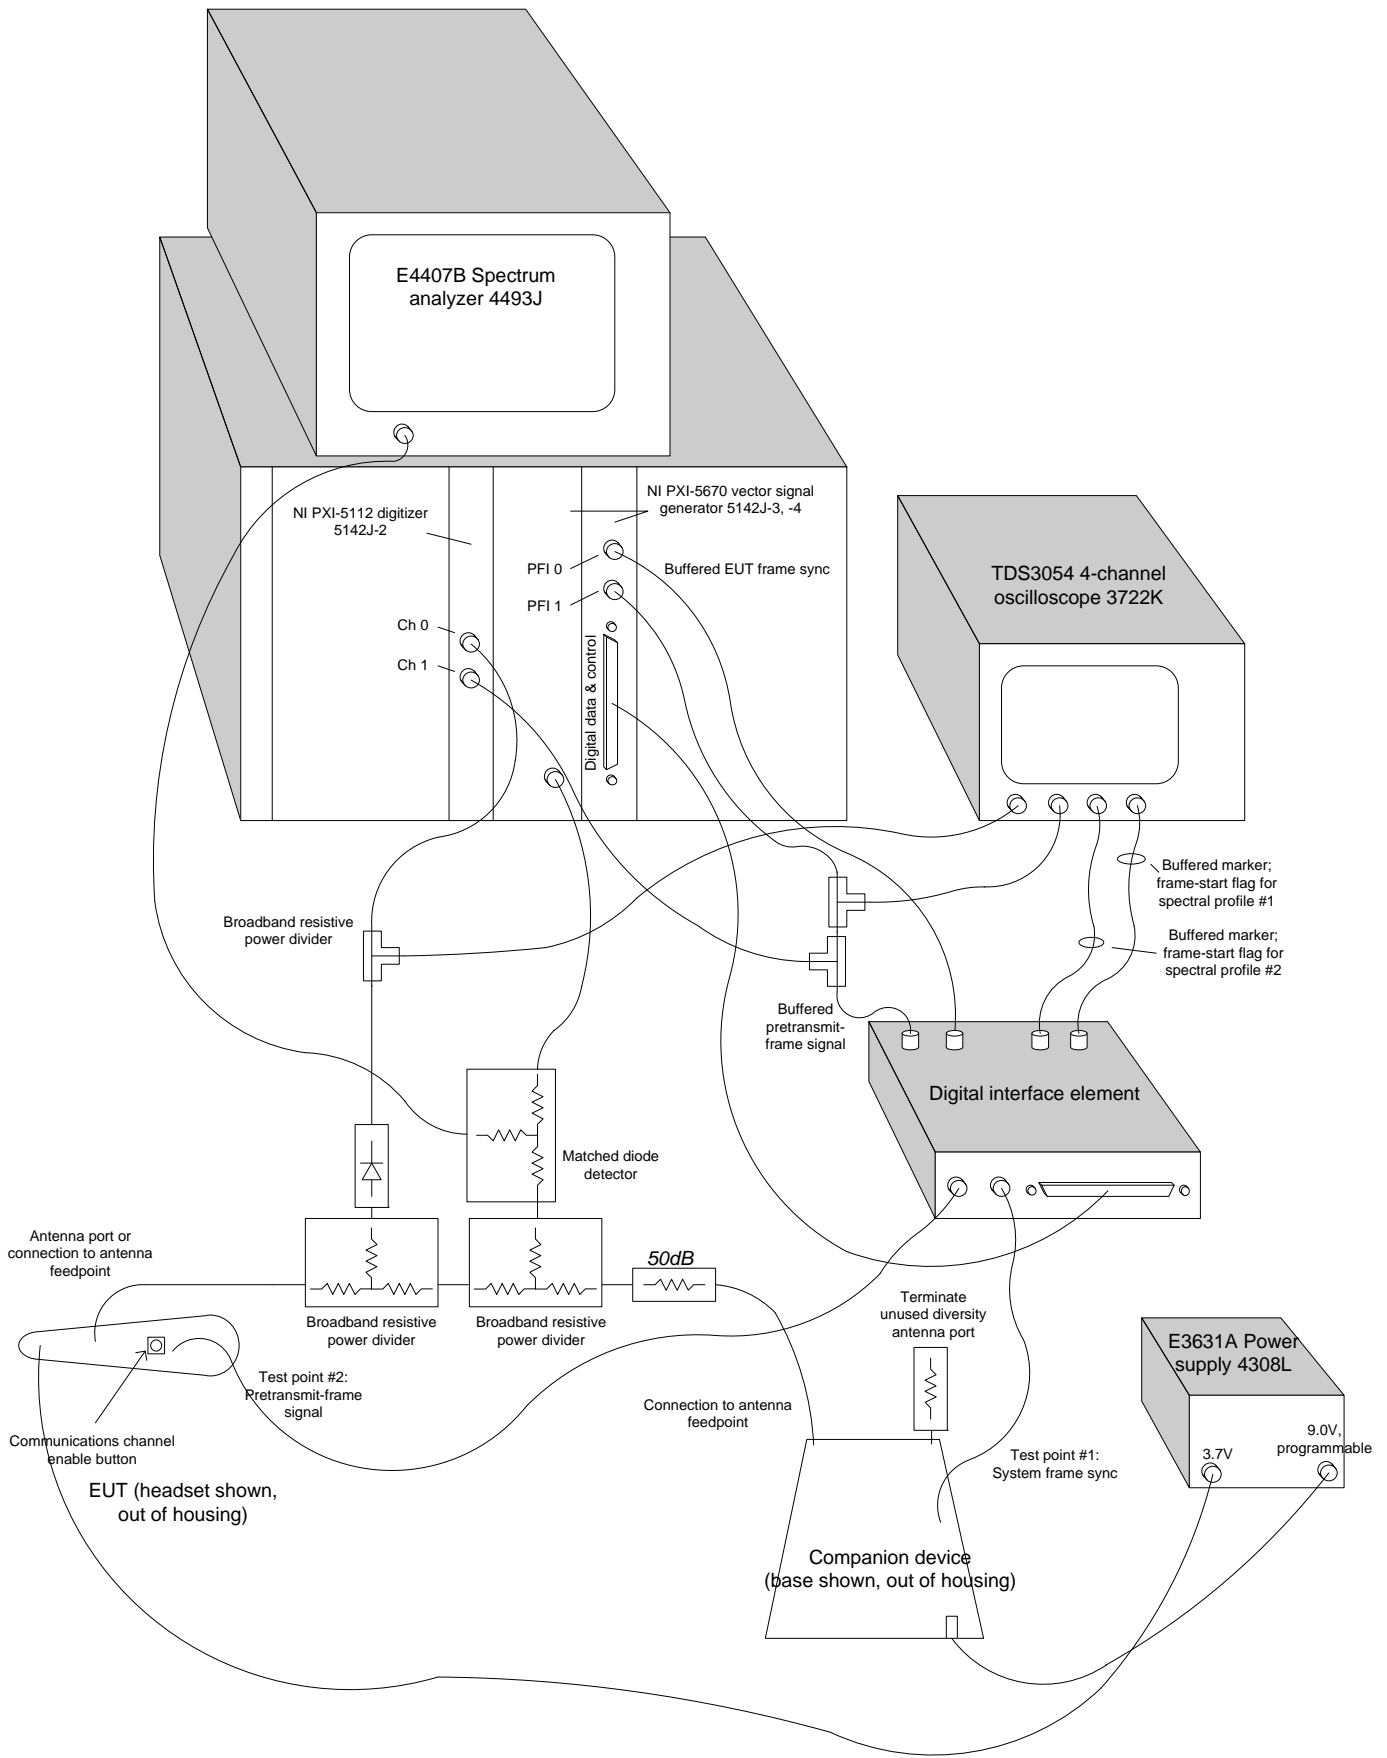 E4407B Spectrum
analyzer 4493J
NI PXI-5112 digitizer
5142J-2
NI PXI-5670 vector signal
generator 5142J-3, -4
PFI 0
Buffered EUT frame sync
PFI 1
Ch 0
Ch 1
Digital data & control
TDS3054 4-channel
oscilloscope 3722K
Buffered marker;
frame-start flag for
spectral profile #1
Buffered marker;
frame-start flag for
spectral profile #2
Broadband resistive
power divider
Buffered
pretransmit-
frame signal
Digital interface element
Matched diode
detector
Antenna port or
connection to antenna
feedpoint
50dB
Broadband resistive
power divider
Broadband resistive
power divider
Terminate
unused diversity
antenna port
E3631A Power
supply 4308L
Test point #2:
Pretransmit-frame
signal
Connection to antenna
feedpoint
Communications channel
enable button
Test point #1:
System frame sync
3.7V
9.0V,
programmable
EUT (headset shown,
out of housing)
Companion device
(base shown, out of housing)